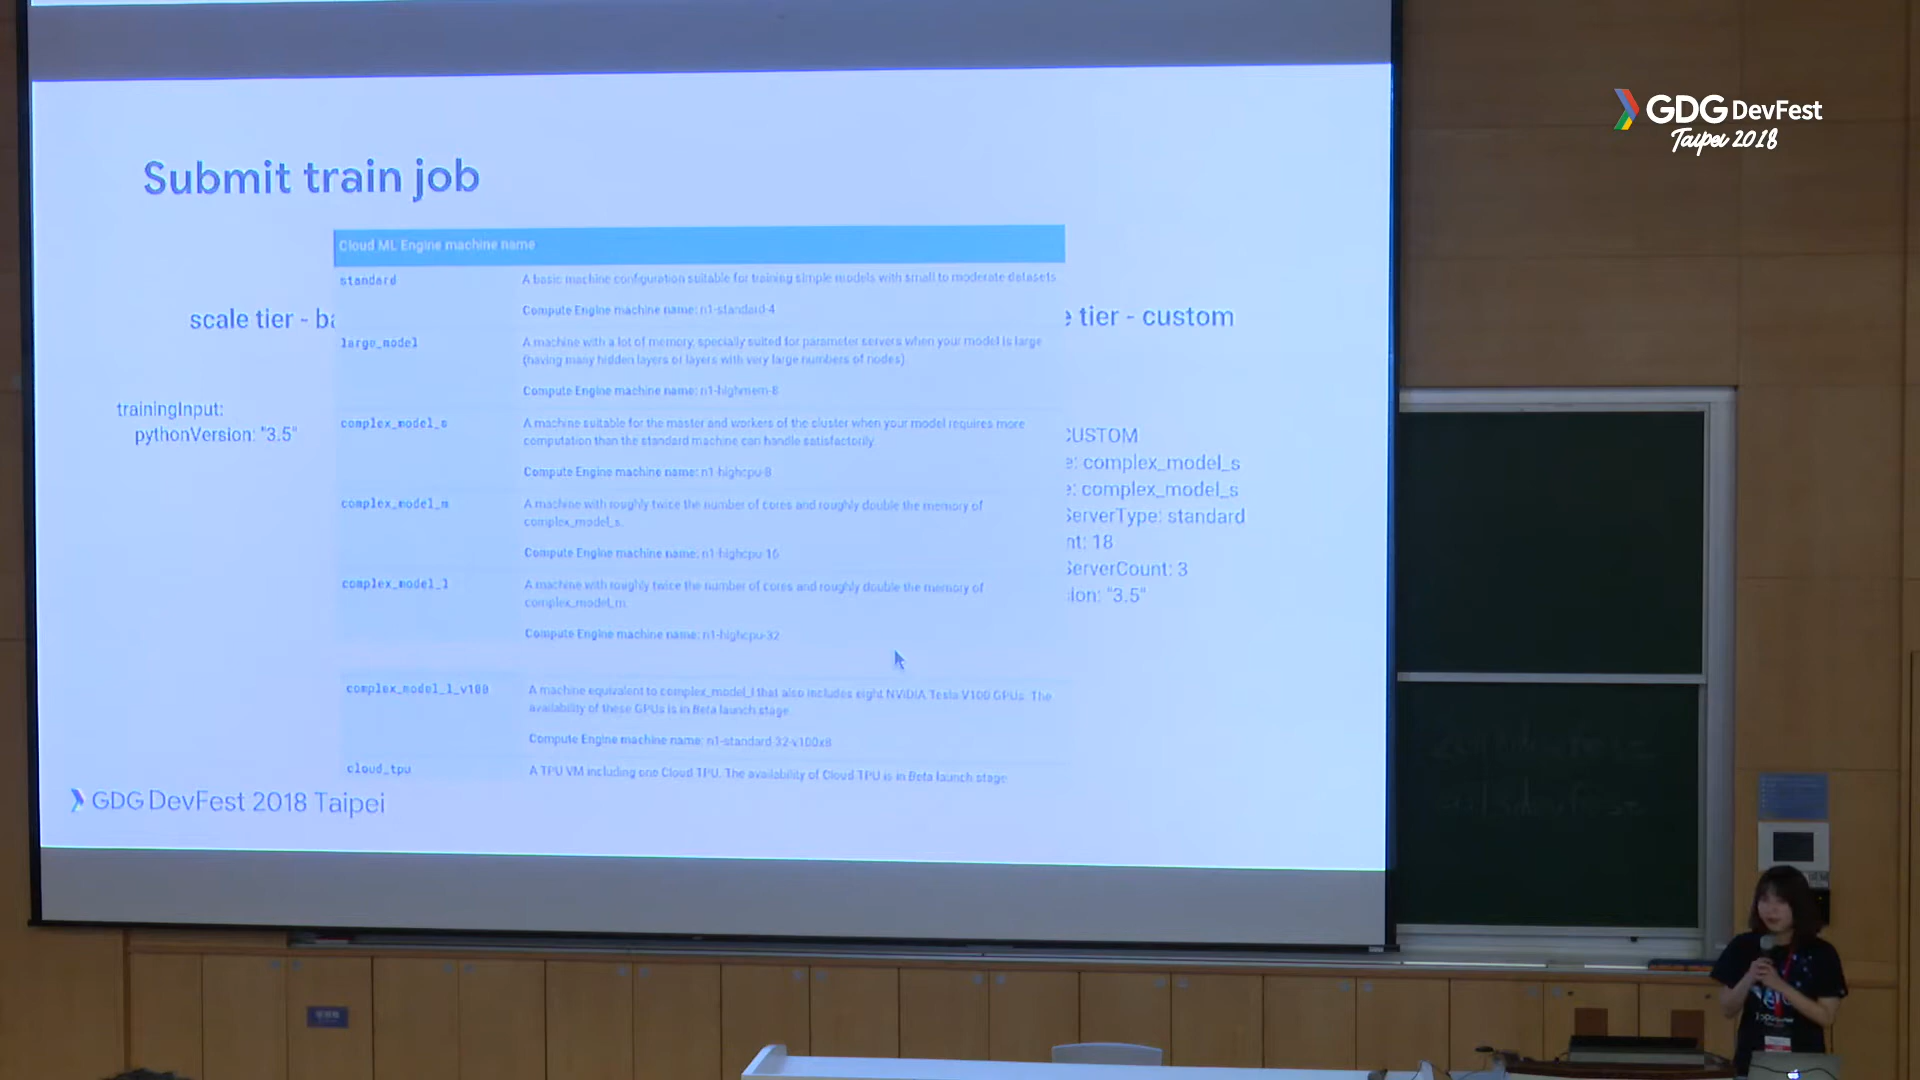 GDG DevFest
Taipei 2018
Submit train job
Cloud ML Engine machine name
standard
A basic machine configuration suitable for training simple models with small to moderate datasets
Compute Engine machine name: n1-standard-4
scale tier - ba
e tier - custom
large_model
A machine with a lot of memory, specially suited for parameter servers when your model is large
(having many hidden layers or layers with very large numbers of nodes).
Compute Engine machine name: n1-highmem-8
trainingInput:
pythonVersion: "3.5"
complex_model_s
A machine suitable for the master and workers of the cluster when your model requires more
computation than the standard machine can handle satisfactorily.
Compute Engine machine name: n1-highcpu-8
complex_model_m
A machine with roughly twice the number of cores and roughly double the memory of
complex_model_s.
Compute Engine machine name: n1-highcpu-16
complex_model_l
A machine with roughly twice the number of cores and roughly double the memory of
complex_model_m.
Compute Engine machine name: n1-highcpu-32
complex_model_l_v100
A machine equivalent to complex_model_l that also includes eight NVIDIA Tesla V100 GPUs. The
availability of these GPUs is in Beta launch stage.
Compute Engine machine name: n1-standard-32-v100x8
cloud_tpu
A TPU VM including one Cloud TPU. The availability of Cloud TPU is in Beta launch stage
CUSTOM
e: complex_model_s
e: complex_model_s
ServerType: standard
nt: 18
ServerCount: 3
sion: "3.5"
GDG DevFest 2018 Taipei